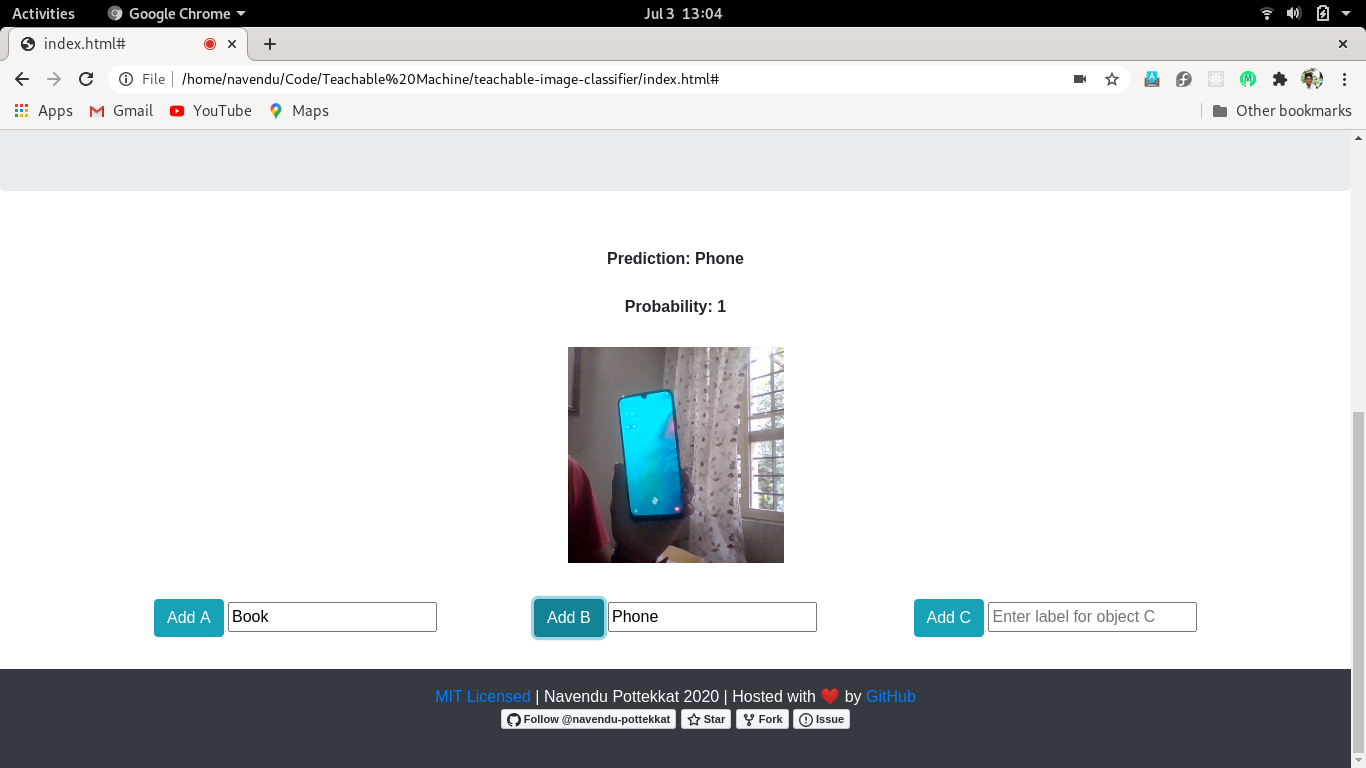 Activities
Google Chrome
Jul 3 13:04
index.html#
File
/home/navendu/Code/Teachable%20Machine/teachable-image-classifier/index.html#
Apps
Gmail
YouTube
Maps
Other bookmarks
Prediction: Phone
Probability: 1
Add A
Book
Add B
Phone
Add C
Enter label for object C
MIT Licensed | Navendu Pottekkat 2020 | Hosted with ❤️ by GitHub
Follow @navendu-pottekkat
Star
Fork
Issue